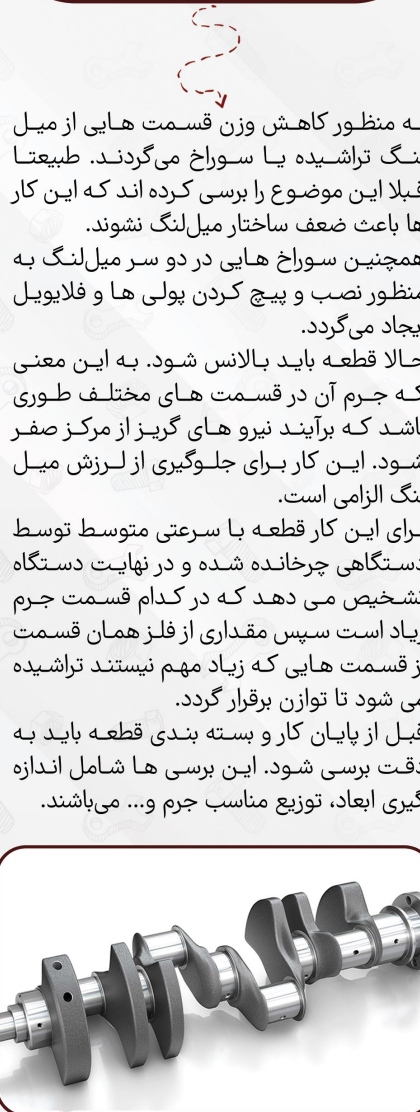 به منظور کاهش وزن قسمت هایی از میل
لنگ تراشیده یا سوراخ می‌گردند. طبیعتا
قبلا این موضوع را برسی کرده اند که این کار
ها باعث ضعف ساختار میل‌لنگ نشوند.
همچنین سوراخ هایی در دو سر میل‌لنگ به
منظور نصب و پیچ کردن پولی ها و فلایویل
ایجاد می‌گردد.
حالا قطعه باید بالانس شود. به این معنی
که جرم آن در قسمت های مختلف طوری
باشد که برآیند نیرو های گریز از مرکز صفر
شود. این کار برای جلوگیری از لرزش میل
لنگ الزامی است.
برای این کار قطعه با سرعتی متوسط توسط
دستگاهی چرخانده شده و در نهایت دستگاه
تشخیص می دهد که در کدام قسمت جرم
زیاد است سپس مقداری از فلز همان قسمت
از قسمت هایی که زیاد مهم نیستند تراشیده
می شود تا توازن برقرار گردد.
قبل از پایان کار و بسته بندی قطعه باید به
دقت برسی شود. این برسی ها شامل اندازه
گیری ابعاد، توزیع مناسب جرم و... می‌باشند.